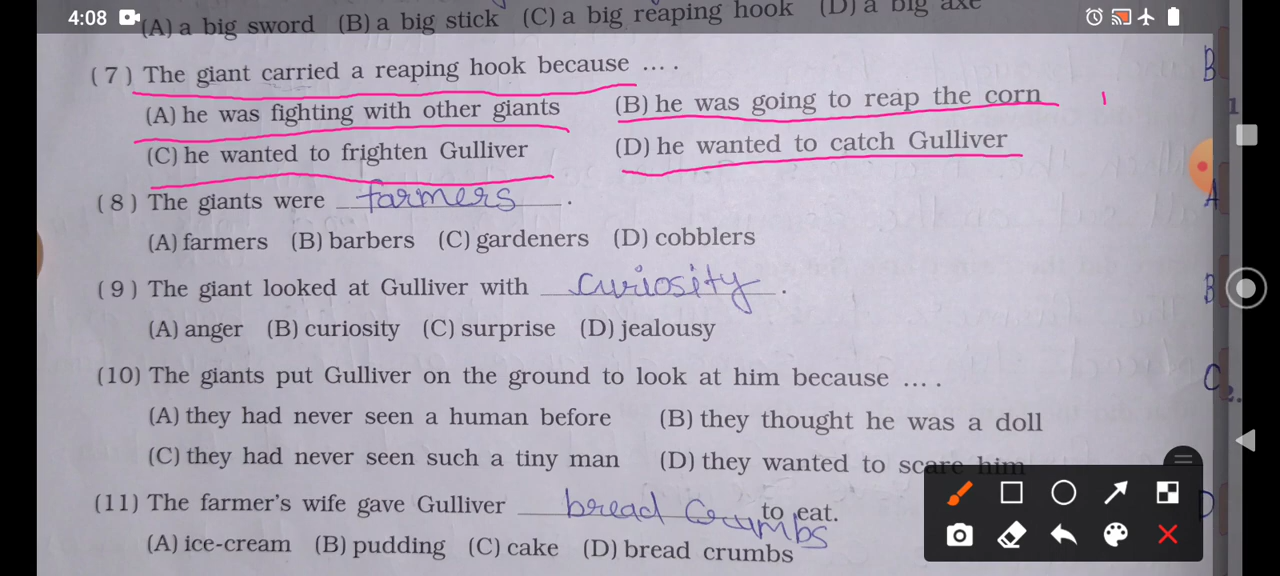 4:08
(A) a big sword (B) a big stick (C) a big reaping hook (D) a big axe
(7) The giant carried a reaping hook because ....
B
(A) he was fighting with other giants (B) he was going to reap the corn
1
(C) he wanted to frighten Gulliver (D) he wanted to catch Gulliver
(8) The giants were farmers.
A
(A) farmers (B) barbers (C) gardeners (D) cobblers
(9) The giant looked at Gulliver with curiosity.
B
(A) anger (B) curiosity (C) surprise (D) jealousy
(10) The giants put Gulliver on the ground to look at him because ....
C
2.
(A) they had never seen a human before (B) they thought he was a doll
(C) they had never seen such a tiny man (D) they wanted to scare him
(11) The farmer's wife gave Gulliver bread crumbs to eat.
D
(A) ice-cream (B) pudding (C) cake (D) bread crumbs